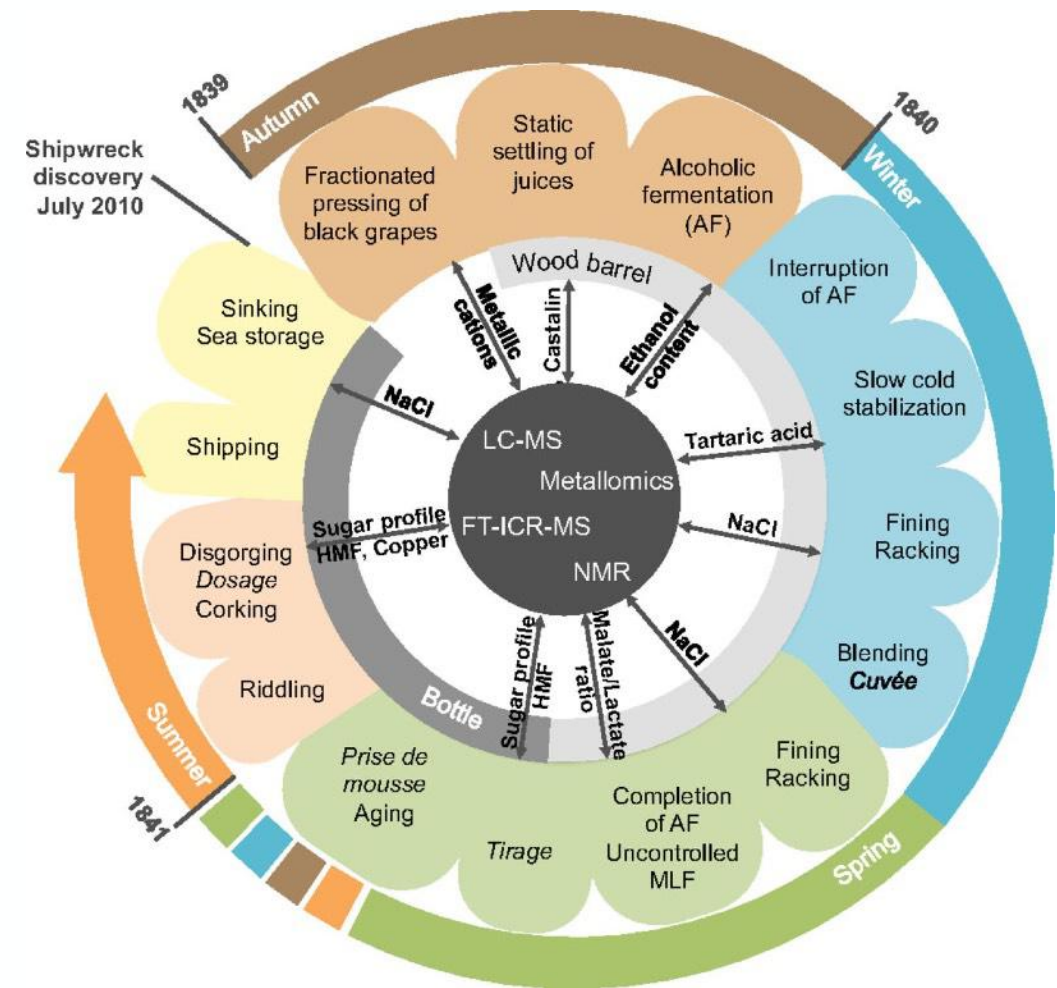 1839
Autumn
1840
Winter
Spring
1841
Summer
Shipwreck
discovery
July 2010
Fractionated
pressing of
black grapes
Static
settling of
juices
Alcoholic
fermentation
(AF)
Interruption
of AF
Slow cold
stabilization
Fining
Racking
Blending
Cuvée
Fining
Racking
Completion
of AF
Uncontrolled
MLF
Tirage
Prise de
mousse
Aging
Riddling
Disgorging
Dosage
Corking
Shipping
Sinking
Sea storage
Wood barrel
Bottle
Metallic
cations
Castalin
Ethanol
content
Tartaric acid
NaCl
NaCl
Malate/Lactate
ratio
Sugar profile
HMF
Sugar profile
HMF, Copper
NaCl
LC-MS
Metallomics
FT-ICR-MS
NMR